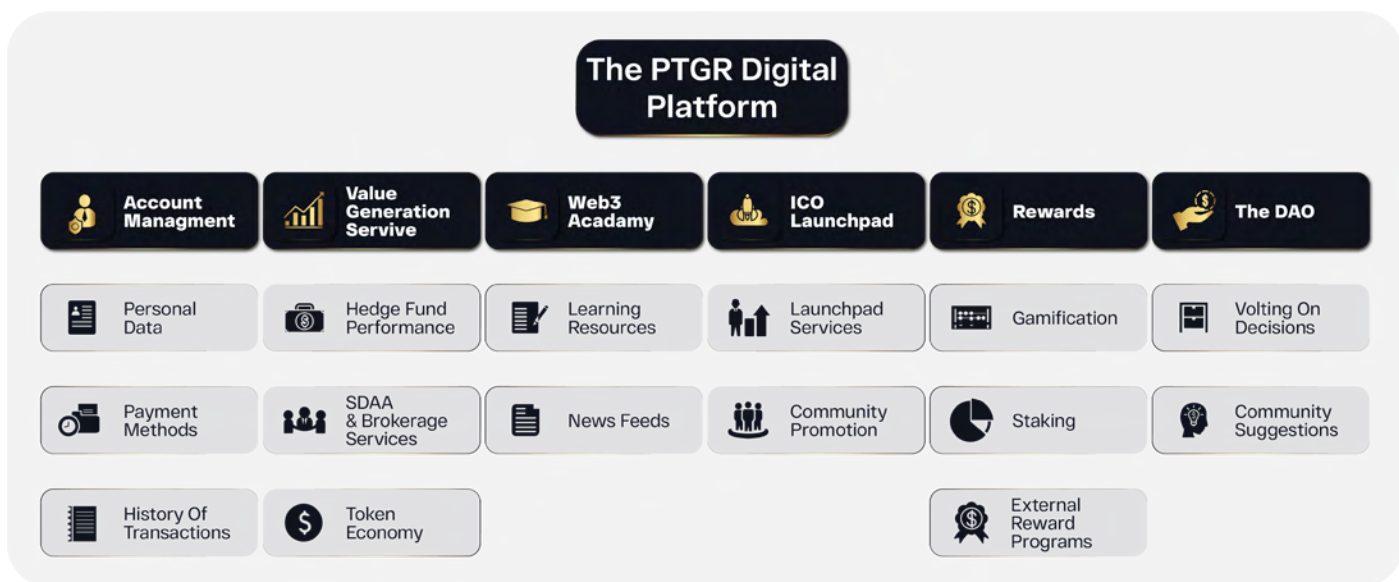 The PTGR Digital
Platform
Account
Managment
Value
Generation
Servive
Web3
Acadamy
ICO
Launchpad
Rewards
The DAO
Personal
Data
Hedge Fund
Performance
Learning
Resources
Launchpad
Services
Gamification
Volting On
Decisions
Payment
Methods
SDAA
& Brokerage
Services
News Feeds
Community
Promotion
Staking
Community
Suggestions
History Of
Transactions
Token
Economy
External
Reward
Programs